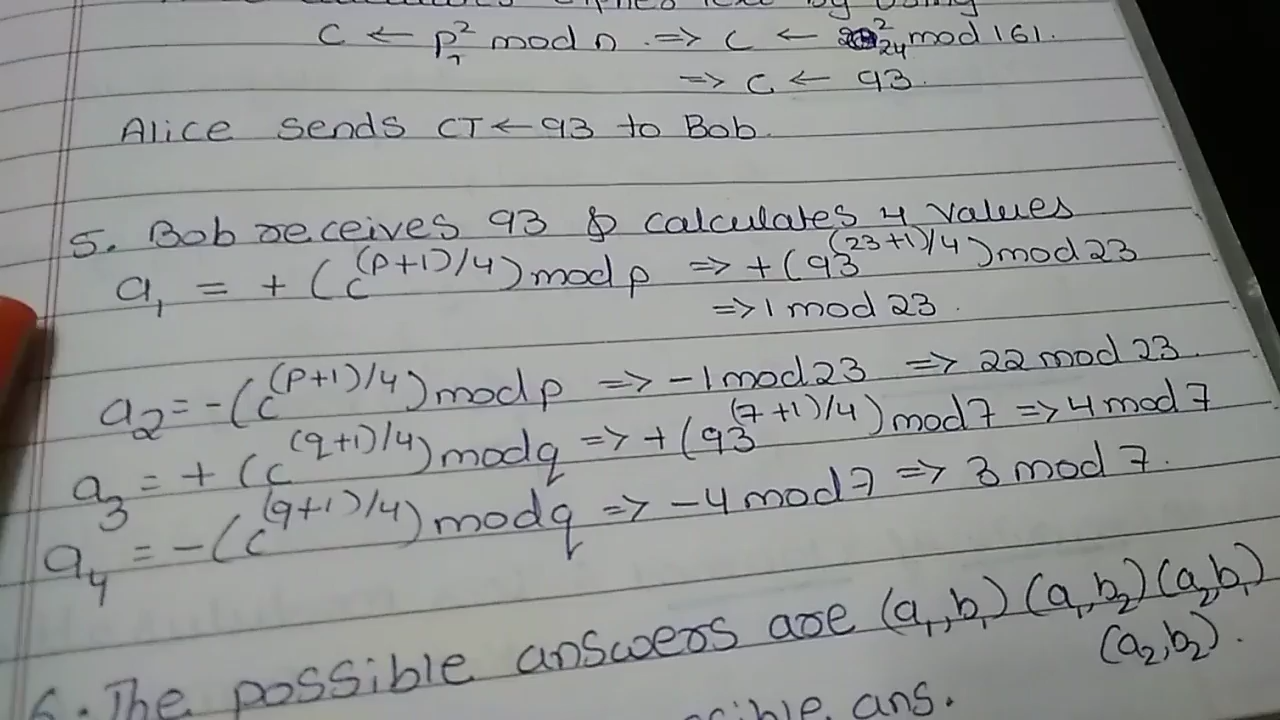 by using
C ← P₁² mod n. => C ← 24² mod 161.
=> C ← 93.
Alice sends CT ← 93 to Bob.
5. Bob receives 93 & calculates 4 values
a₁ = + (c^(p+1)/4) mod p => + (93^(23+1)/4) mod 23
=> 1 mod 23.
a₂ = -(c^(p+1)/4) mod p => -1 mod 23 => 22 mod 23.
a₃ = + (c^(q+1)/4) mod q => + (93^(7+1)/4) mod 7 => 4 mod 7
a₄ = -(c^(q+1)/4) mod q => -4 mod 7 => 3 mod 7.
6. The possible answers are (a₁, b₁) (a₁, b₂) (a₂, b₁)
(a₂, b₂).
ans.